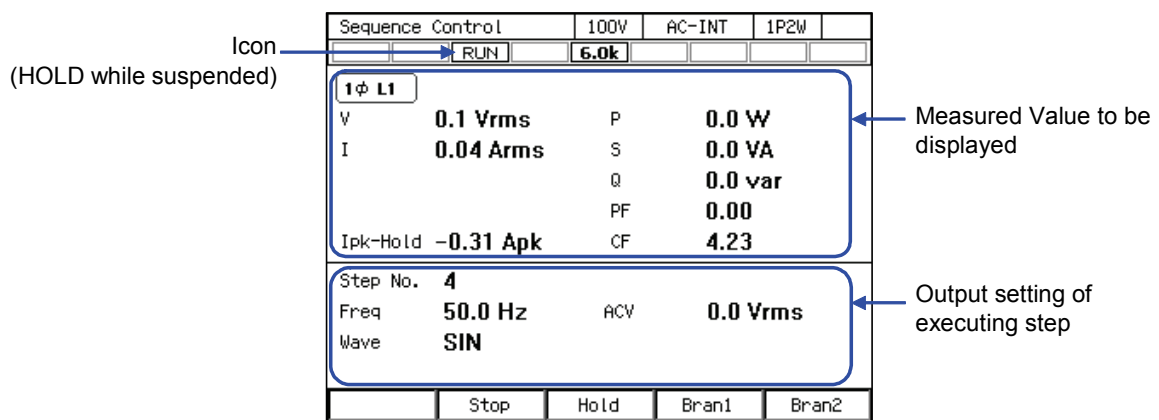 Sequence Control 100V AC-INT 1P2W
Icon
(HOLD while suspended)
RUN 6.0k
1ϕ L1
V 0.1 Vrms P 0.0 W
I 0.04 Arms S 0.0 VA
Q 0.0 var
PF 0.00
Ipk-Hold -0.31 Apk CF 4.23
Measured Value to be
displayed
Step No. 4
Freq 50.0 Hz ACV 0.0 Vrms
Wave SIN
Output setting of
executing step
Stop Hold Bran1 Bran2